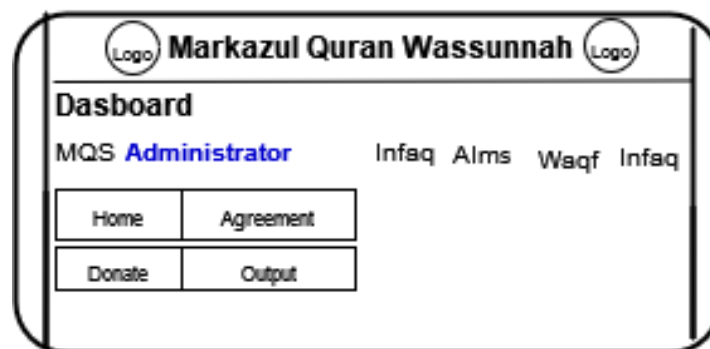 Logo Markazul Quran Wassunnah Logo
Dasboard
MQS Administrator Infaq Alms Waqf Infaq
Home Agreement
Donate Output